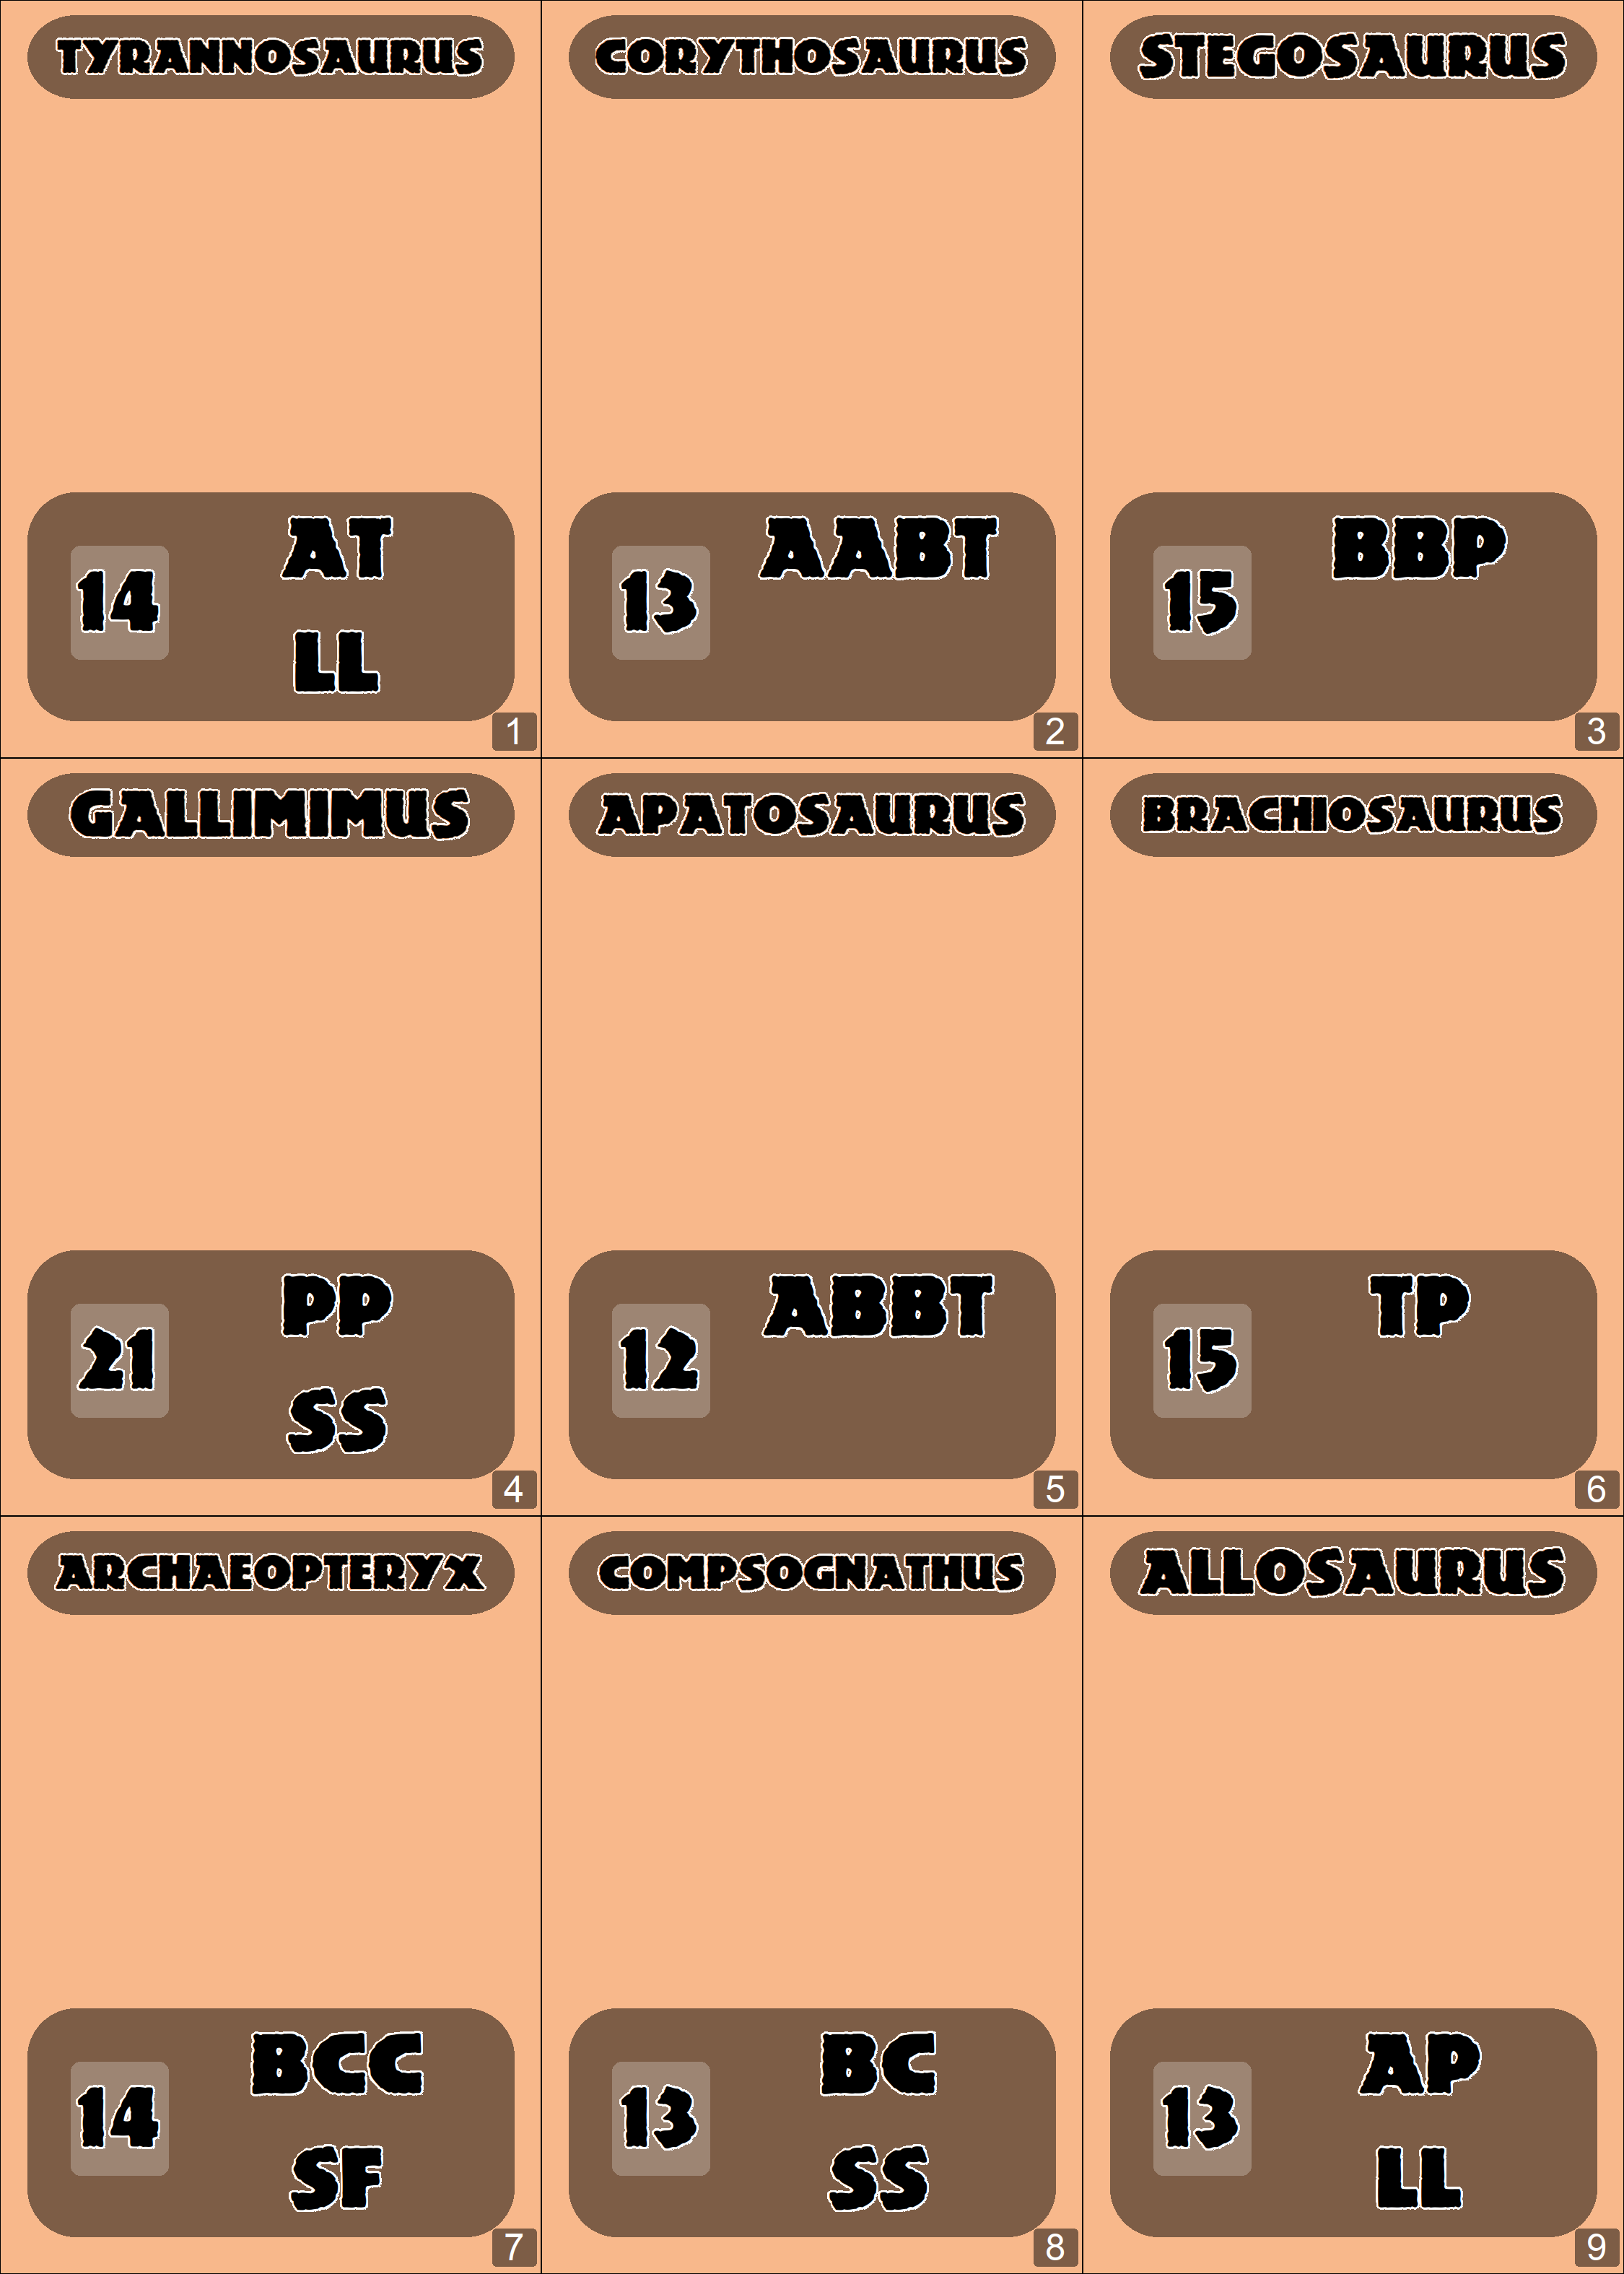 TYRANNOSAURUS
14
AT
LL
1
CORYTHOSAURUS
13
AABT
2
STEGOSAURUS
15
BBP
3
GALLIMIMUS
21
PP
SS
4
APATOSAURUS
12
ABBT
5
BRACHIOSAURUS
15
TP
6
ARCHAEOPTERYX
14
BCC
SF
7
COMPSOGNATHUS
13
BC
SS
8
ALLOSAURUS
13
AP
LL
9